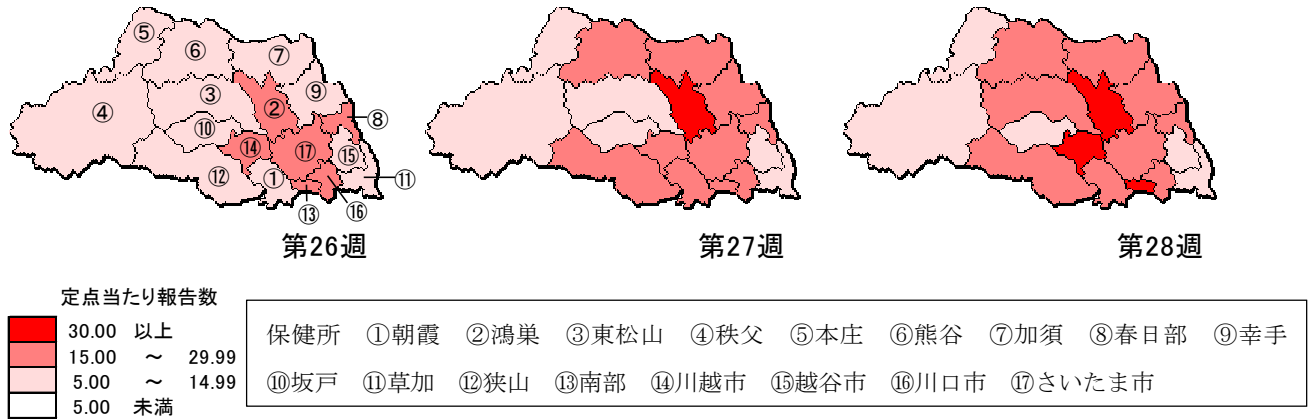 ⑤
⑥
⑦
④
③
⑨
②
⑧
⑩
⑭
⑰
⑮
⑫
①
⑪
⑬
⑯
第26週
第27週
第28週
定点当たり報告数
30.00 以上
15.00 ～ 29.99
5.00 ～ 14.99
5.00 未満
保健所 ①朝霞 ②鴻巣 ③東松山 ④秩父 ⑤本庄 ⑥熊谷 ⑦加須 ⑧春日部 ⑨幸手
⑩坂戸 ⑪草加 ⑫狭山 ⑬南部 ⑭川越市 ⑮越谷市 ⑯川口市 ⑰さいたま市